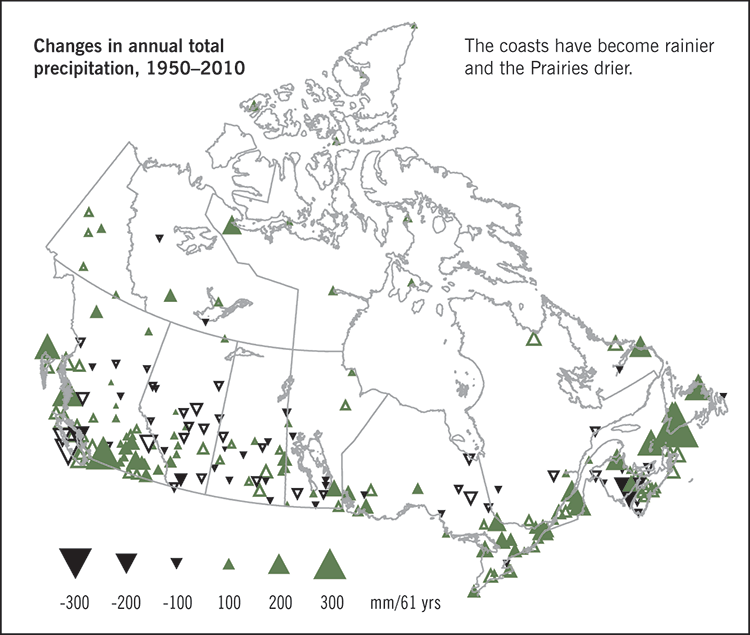 Changes in annual total
precipitation, 1950–2010
The coasts have become rainier
and the Prairies drier.
-300 -200 -100 100 200 300 mm/61 yrs